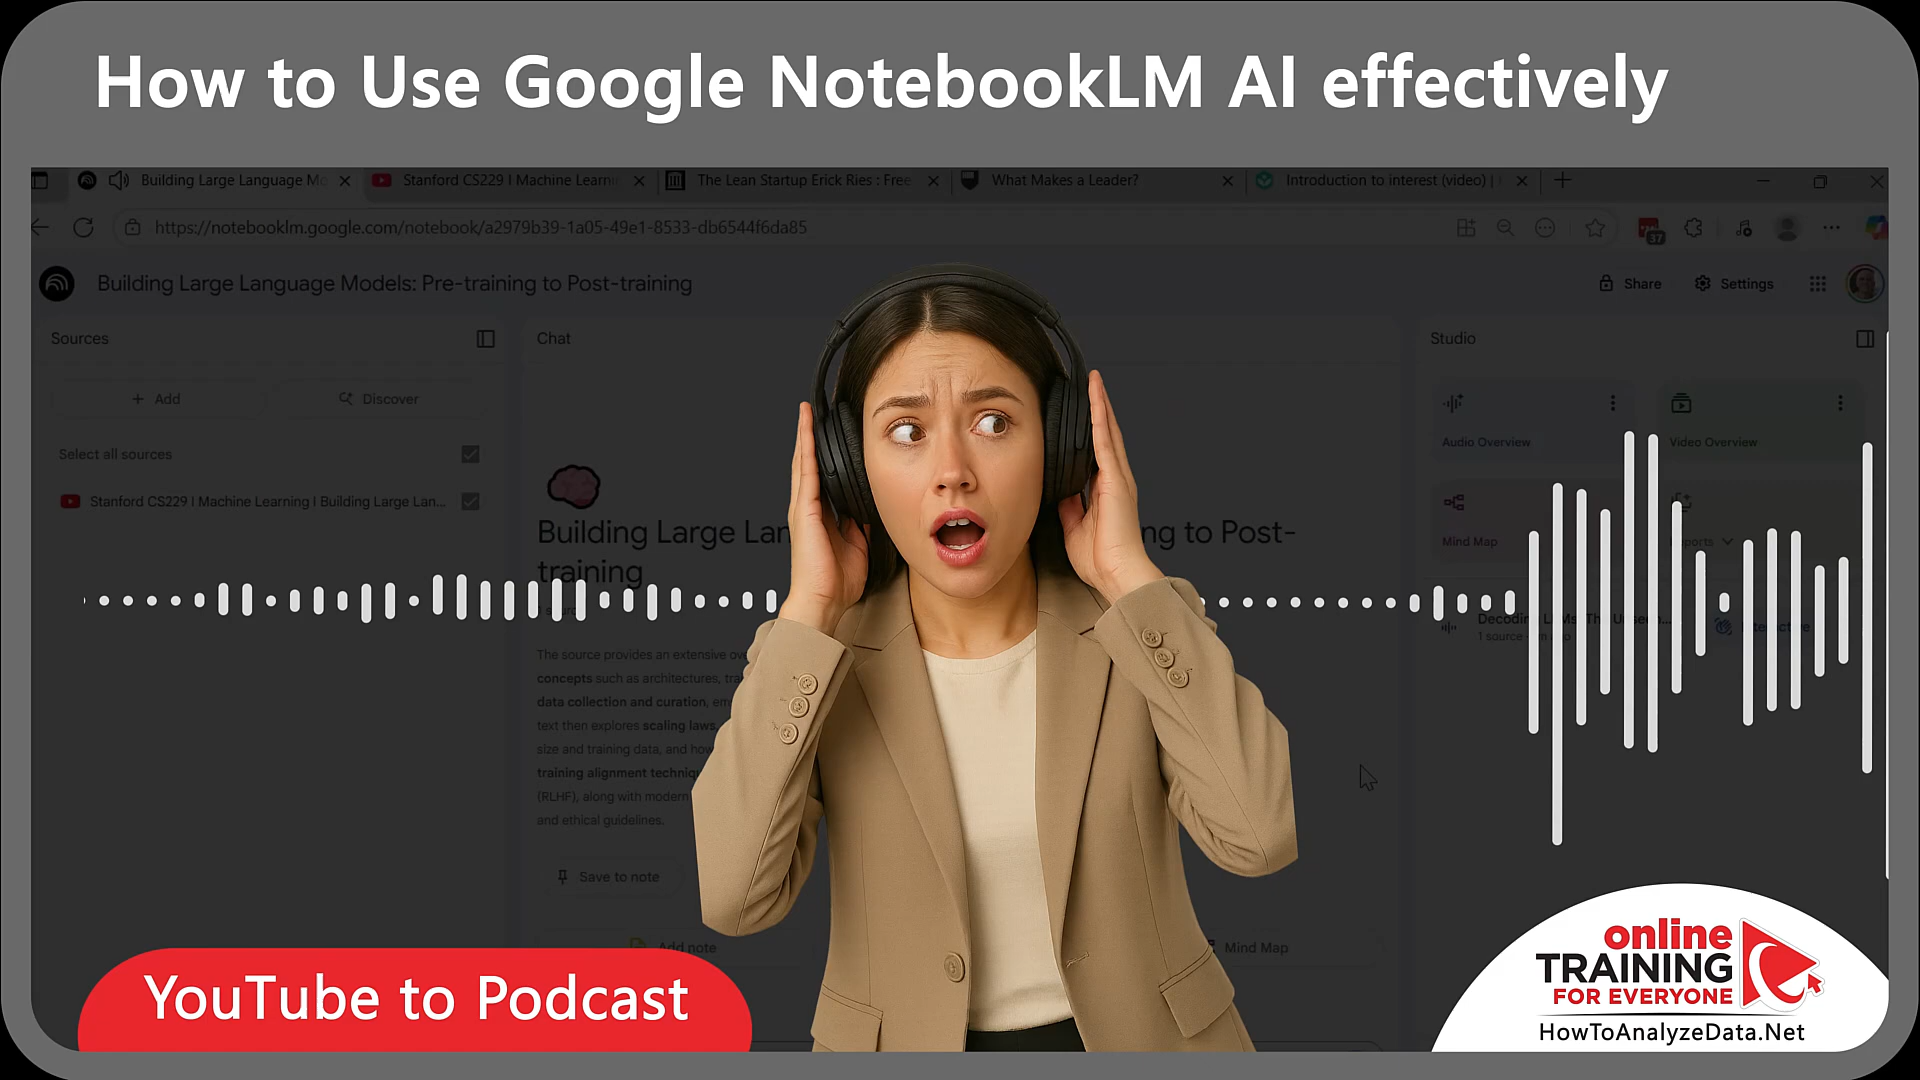 How to Use Google NotebookLM AI effectively
Building Large Language Mo
Stanford CS229 I Machine Learni
The Lean Startup Erick Ries : Free
What Makes a Leader?
Introduction to interest (video) |
https://notebooklm.google.com/notebook/a2979b39-1a05-49e1-8533-db6544f6da85
37
Building Large Language Models: Pre-training to Post-training
Share
Settings
Sources
Chat
Studio
Add
Discover
Audio Overview
Video Overview
Select all sources
Stanford CS229 I Machine Learning I Building Large Lan...
Mind Map
Building Large Lan
ng to Post-
training
Decoding
1 source
The source provides an extensive
concepts such as architectures,
data collection and curation,
text then explores scaling laws,
size and training data, and how
training alignment
(RLHF), along with modern
and ethical guidelines.
Save to note
Add note
Mind Map
YouTube to Podcast
online
TRAINING
FOR EVERYONE
HowToAnalyzeData.Net